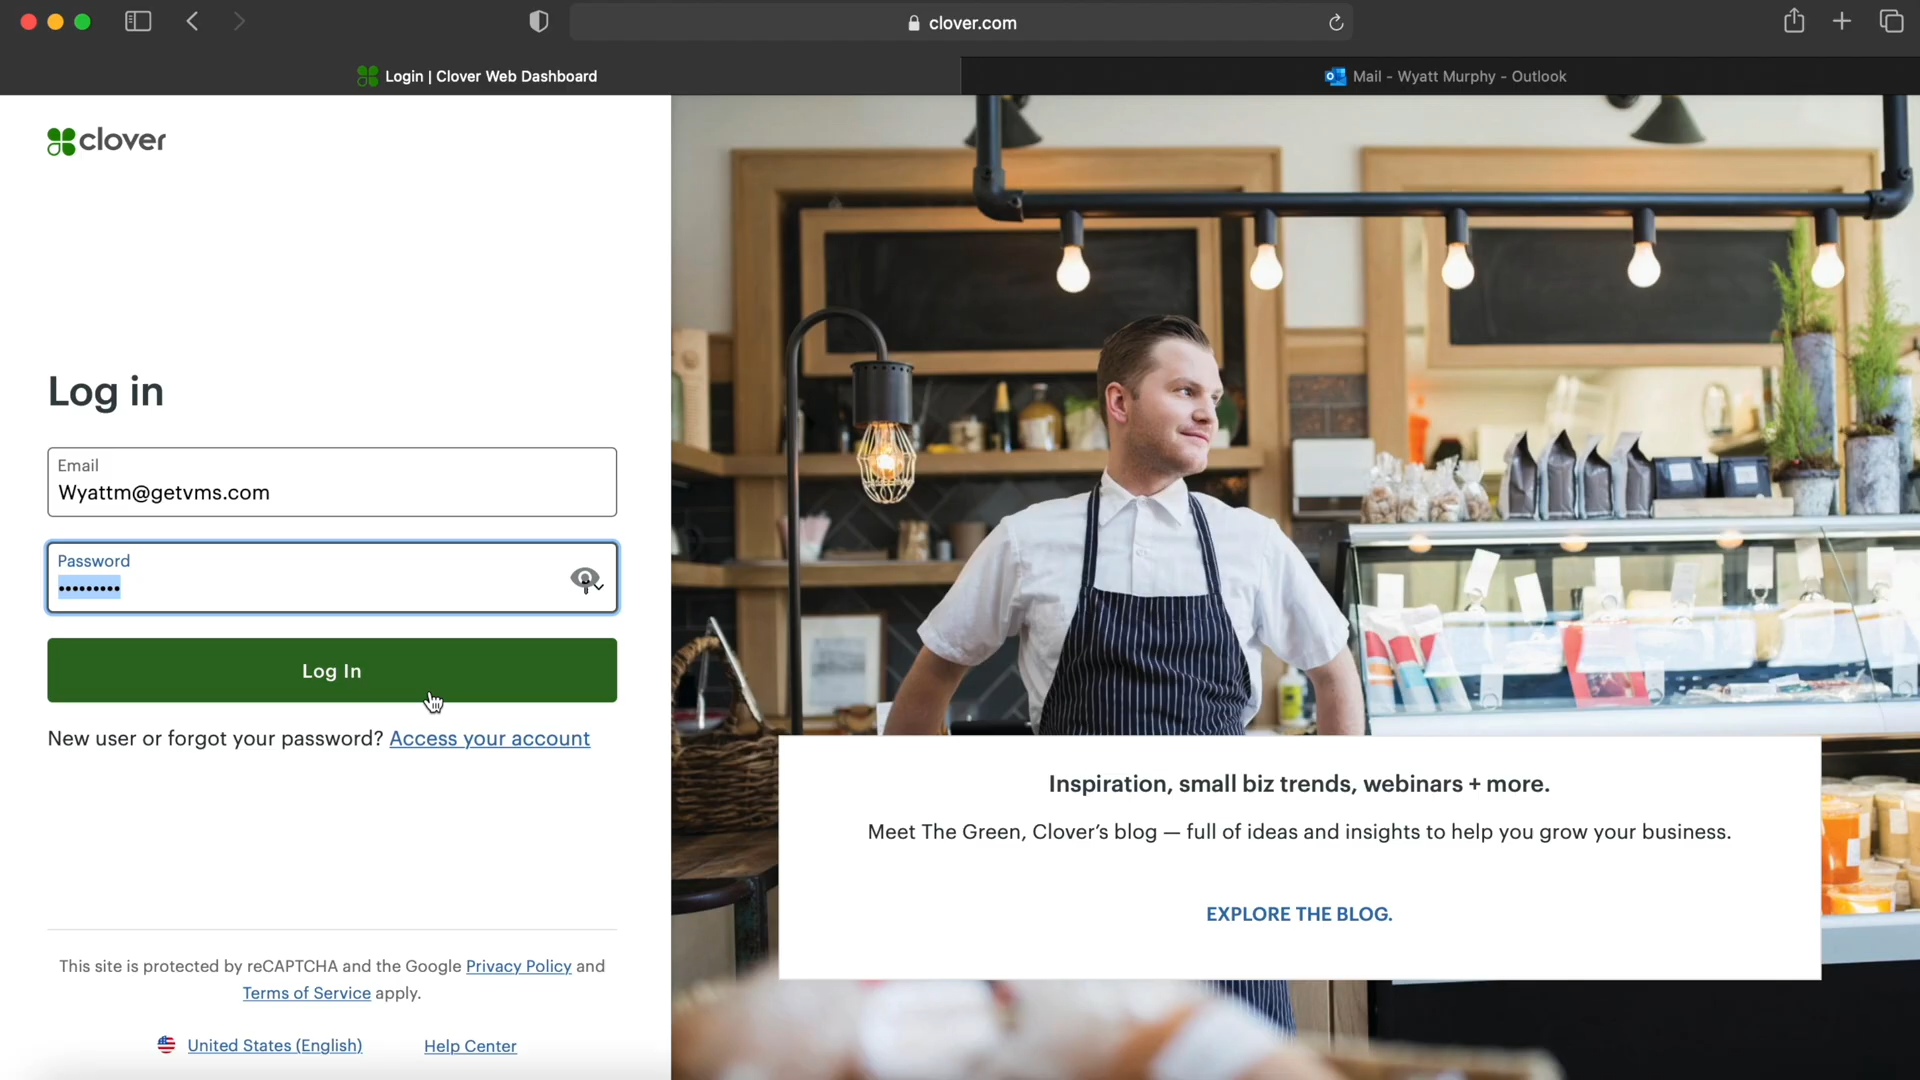 clover.com
Login | Clover Web Dashboard
Mail - Wyatt Murphy - Outlook
clover
Log in
Email
Wyattm@getvms.com
Password
•••••••••
Log In
New user or forgot your password? Access your account
Inspiration, small biz trends, webinars + more.
Meet The Green, Clover’s blog — full of ideas and insights to help you grow your business.
EXPLORE THE BLOG.
This site is protected by reCAPTCHA and the Google Privacy Policy and
Terms of Service apply.
United States (English)
Help Center